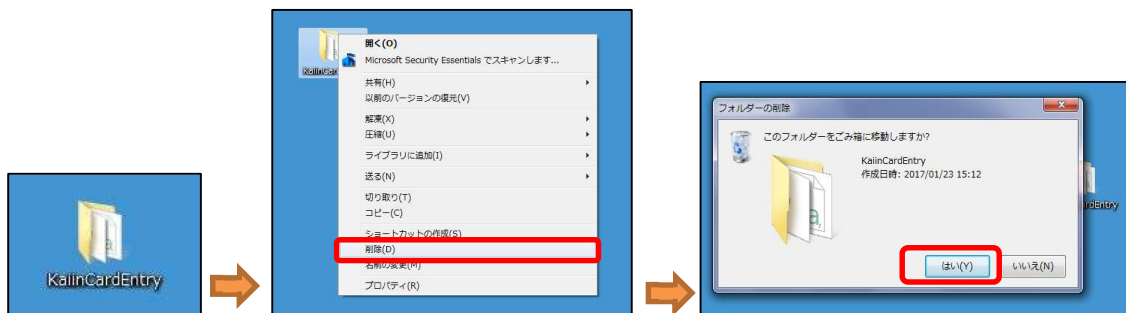 KaiinCardEntry
開く(O)
Microsoft Security Essentials でスキャンします...
共有(H)
以前のバージョンの復元(V)
解凍(X)
圧縮(U)
ライブラリに追加(I)
送る(N)
切り取り(T)
コピー(C)
ショートカットの作成(S)
削除(D)
名前の変更(M)
プロパティ(R)
フォルダーの削除
このフォルダーをごみ箱に移動しますか?
KaiinCardEntry
作成日時: 2017/01/23 15:12
はい(Y)
いいえ(N)